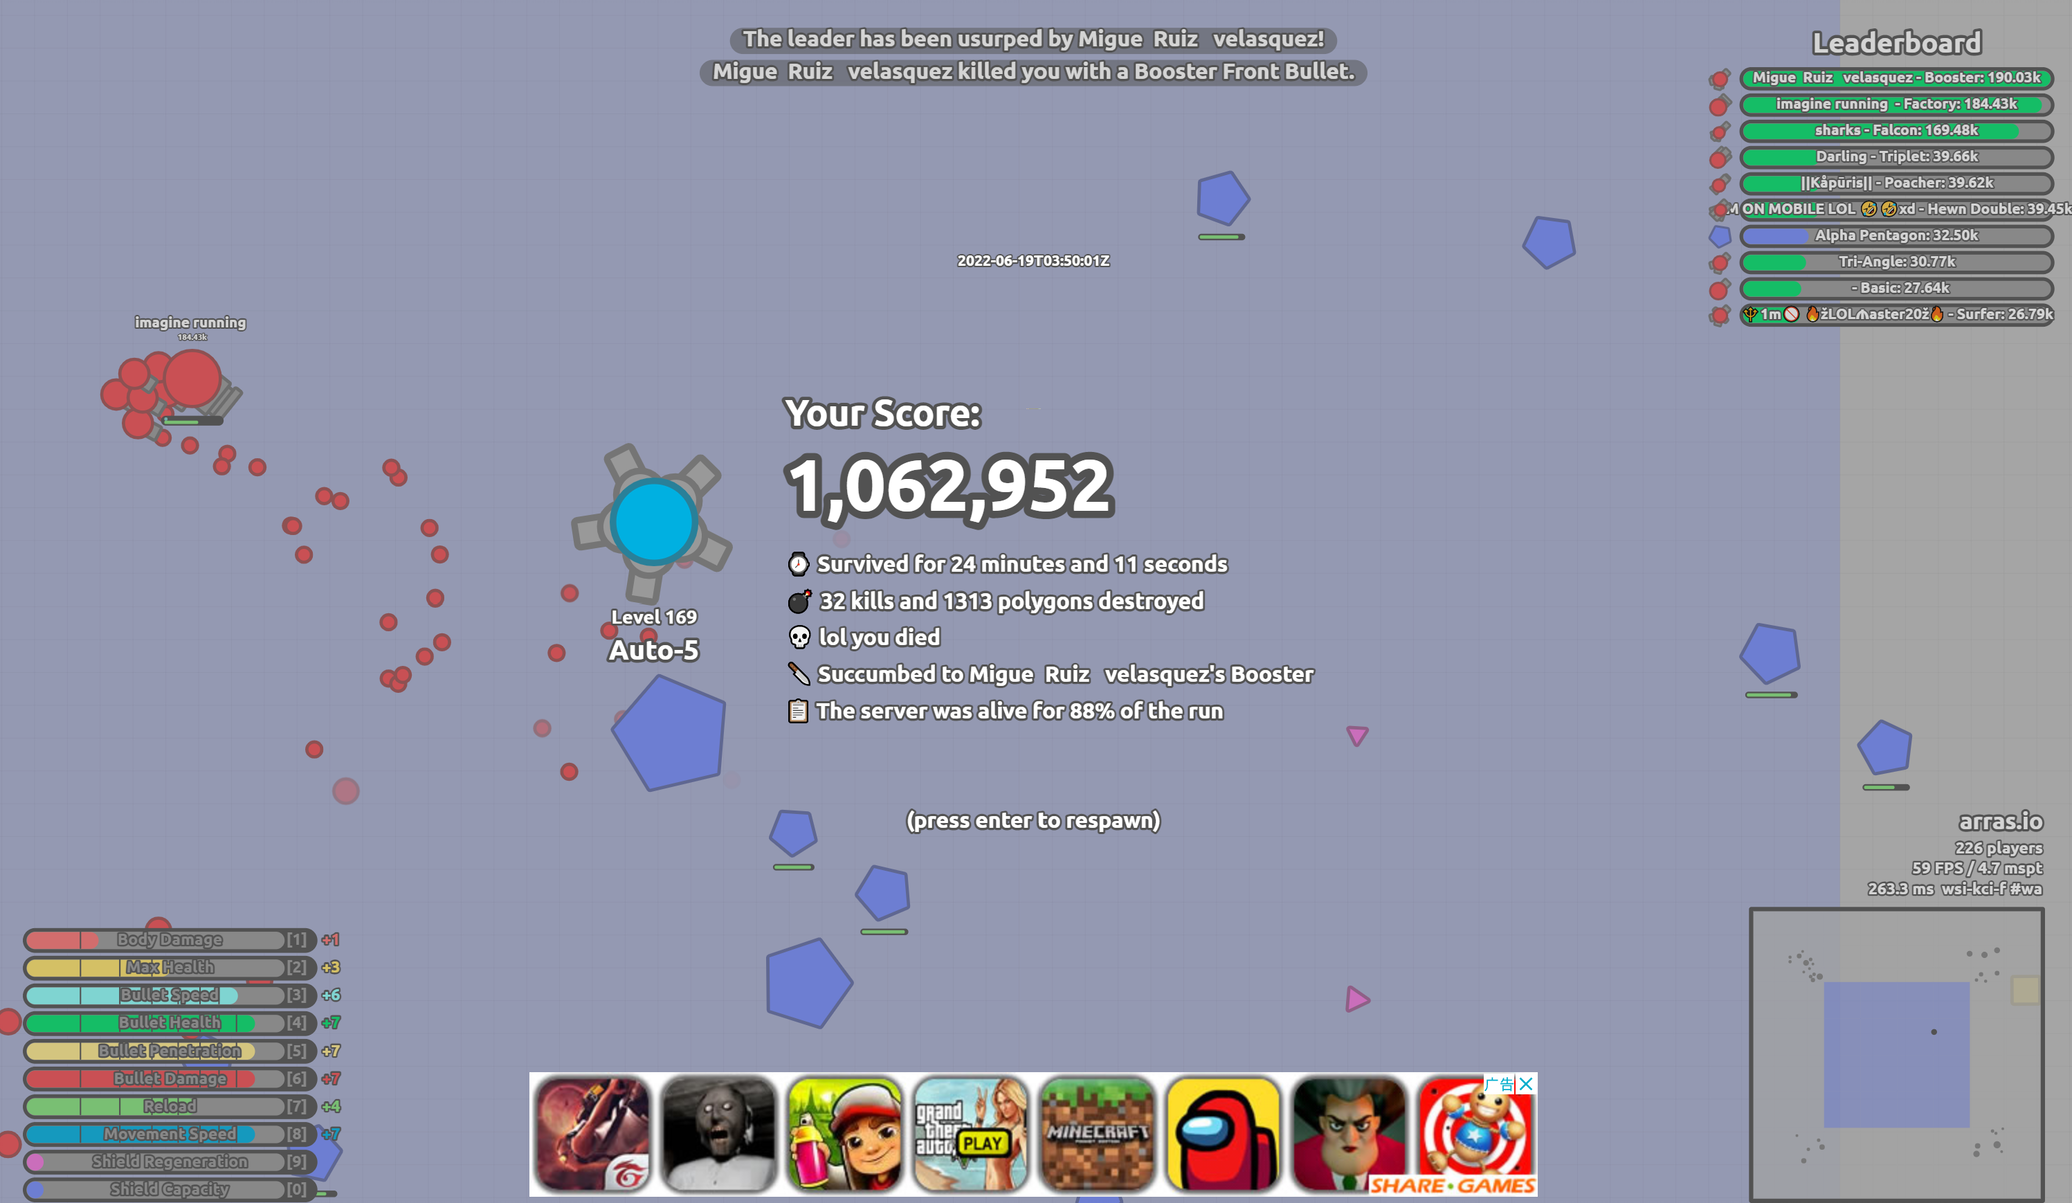 The leader has been usurped by Migue Ruiz velasquez!
Migue Ruiz velasquez killed you with a Booster Front Bullet.
Leaderboard
Migue Ruiz velasquez - Booster: 190.03k
imagine running - Factory: 184.43k
sharks - Falcon: 169.48k
Darling - Triplet: 39.66k
||Kåpūris|| - Poacher: 39.62k
M ON MOBILE LOL 🤣🤣xd - Hewn Double: 39.45k
Alpha Pentagon: 32.50k
Tri-Angle: 30.77k
- Basic: 27.64k
🔱1m🚫 🔥žLOLᗰaster20ž🔥 - Surfer: 26.79k
2022-06-19T03:50:01Z
imagine running
184.43k
Your Score:
1,062,952
Survived for 24 minutes and 11 seconds
32 kills and 1313 polygons destroyed
lol you died
Succumbed to Migue Ruiz velasquez's Booster
The server was alive for 88% of the run
Level 169
Auto-5
(press enter to respawn)
arras.io
226 players
59 FPS / 4.7 mspt
263.3 ms wsi-kci-f #wa
Body Damage [1] +1
Max Health [2] +3
Bullet Speed [3] +6
Bullet Health [4] +7
Bullet Penetration [5] +7
Bullet Damage [6] +7
Reload [7] +4
Movement Speed [8] +7
Shield Regeneration [9]
Shield Capacity [0]
广告
grand
theft
auto
PLAY
MINECRAFT
SHARE·GAMES